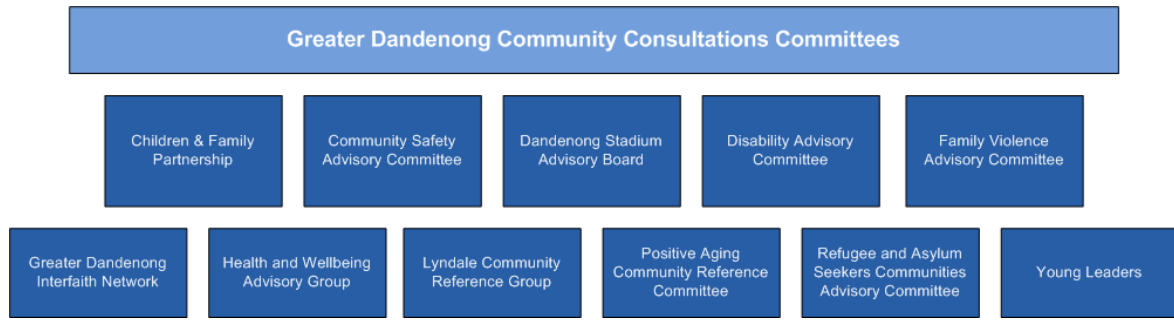 Greater Dandenong Community Consultations Committees
Children & Family
Partnership
Community Safety
Advisory Committee
Dandenong Stadium
Advisory Board
Disability Advisory
Committee
Family Violence
Advisory Committee
Greater Dandenong
Interfaith Network
Health and Wellbeing
Advisory Group
Lyndale Community
Reference Group
Positive Aging
Community Reference
Committee
Refugee and Asylum
Seekers Communities
Advisory Committee
Young Leaders